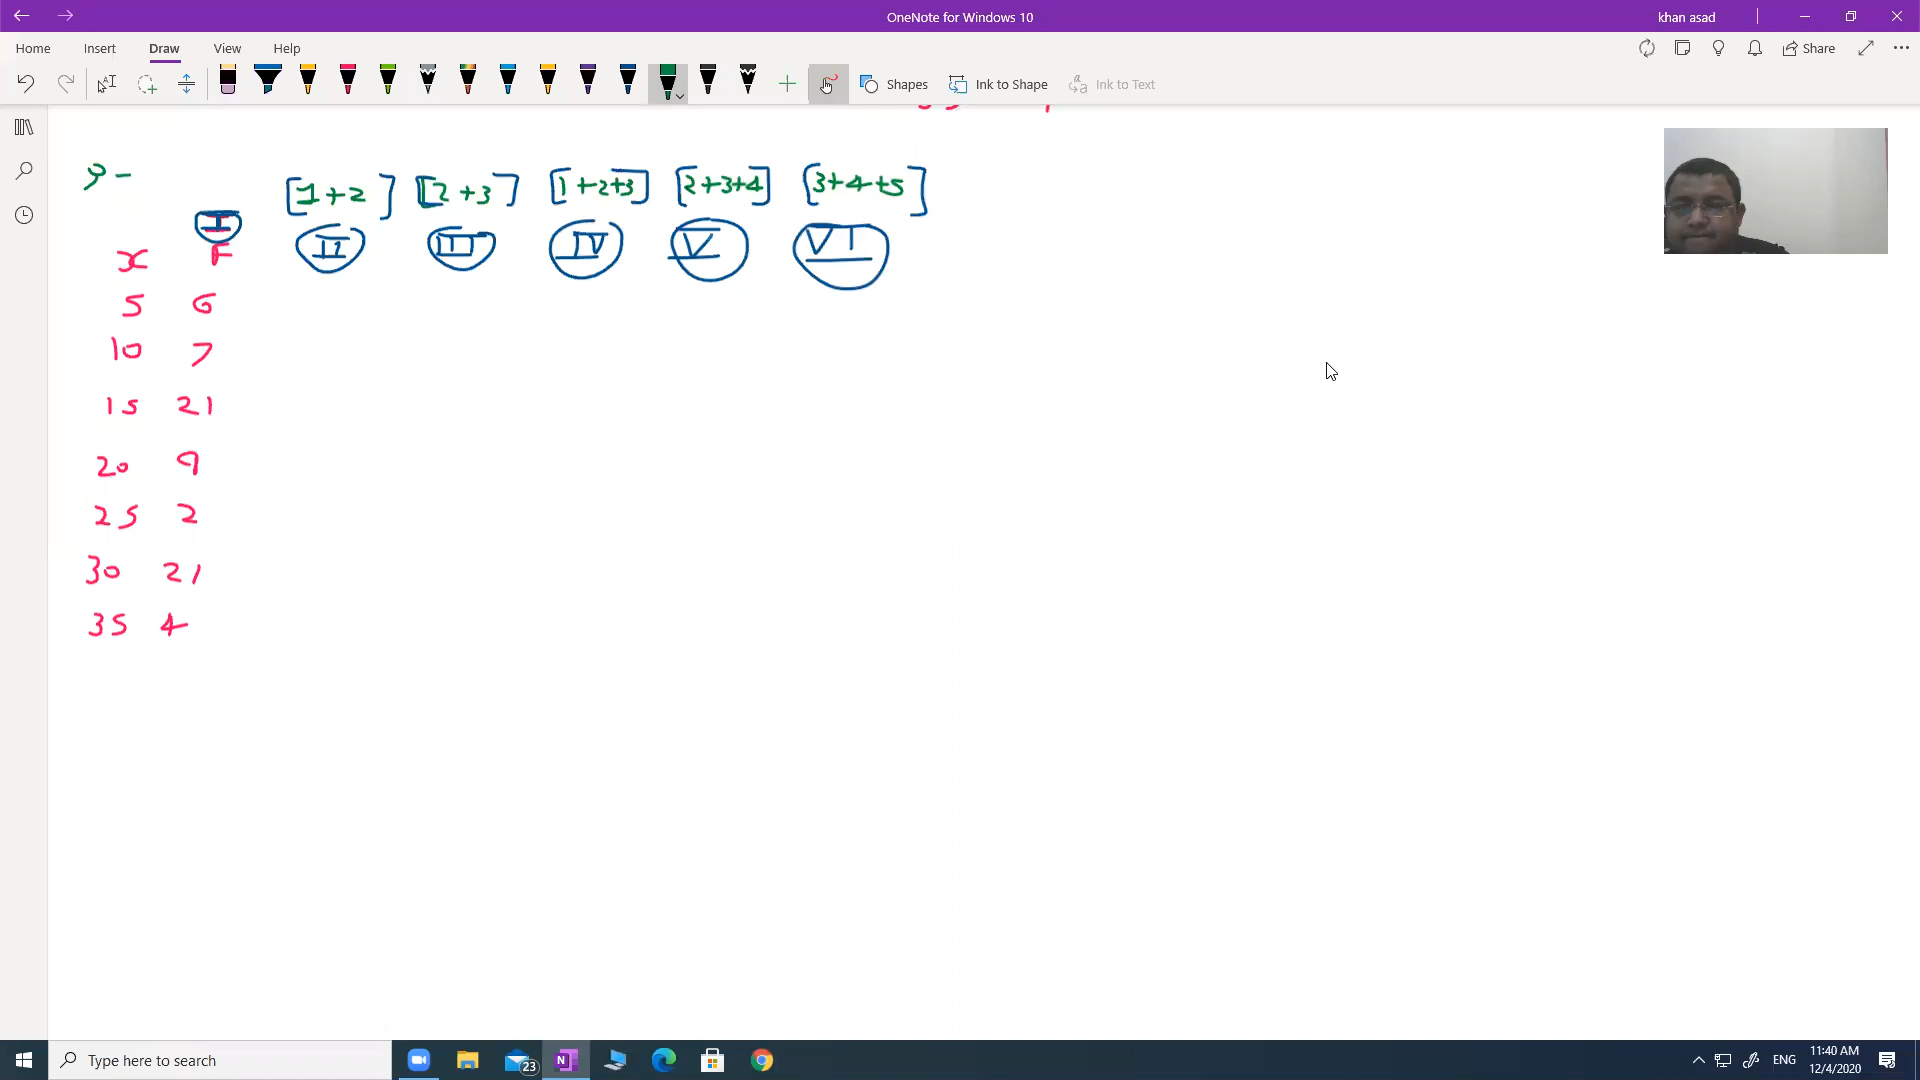 OneNote for Windows 10
khan asad
Home Insert Draw View Help
Share
Shapes
Ink to Shape
Ink to Text
[1+2] [2+3] [1+2+3] [2+3+4] [3+4+5]
I II III IV V VI
x F
5 6
10 7
15 21
20 9
25 2
30 21
35 4
Type here to search
23
ENG
11:40 AM
12/4/2020